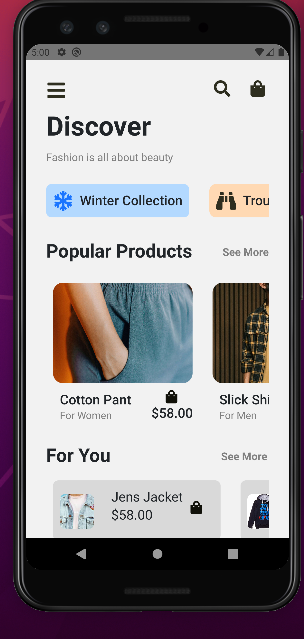 5:00
Discover
Fashion is all about beauty
Winter Collection
Trou
Popular Products
See More
Cotton Pant
For Women
$58.00
Slick Shi
For Men
For You
See More
Jens Jacket
$58.00